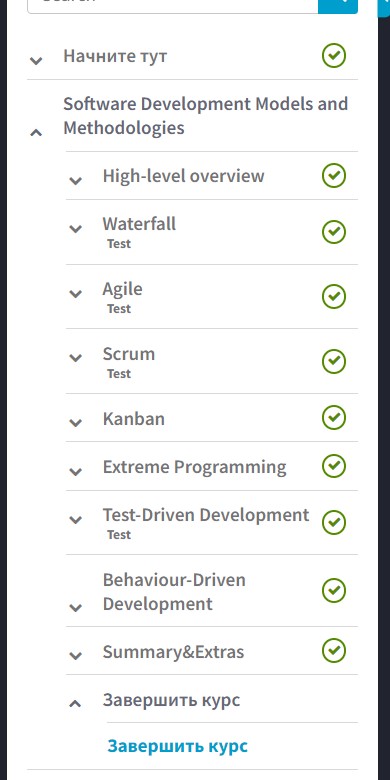 Начните тут
Software Development Models and
Methodologies
High-level overview
Waterfall
Test
Agile
Test
Scrum
Test
Kanban
Extreme Programming
Test-Driven Development
Test
Behaviour-Driven
Development
Summary&Extras
Завершить курс
Завершить курс